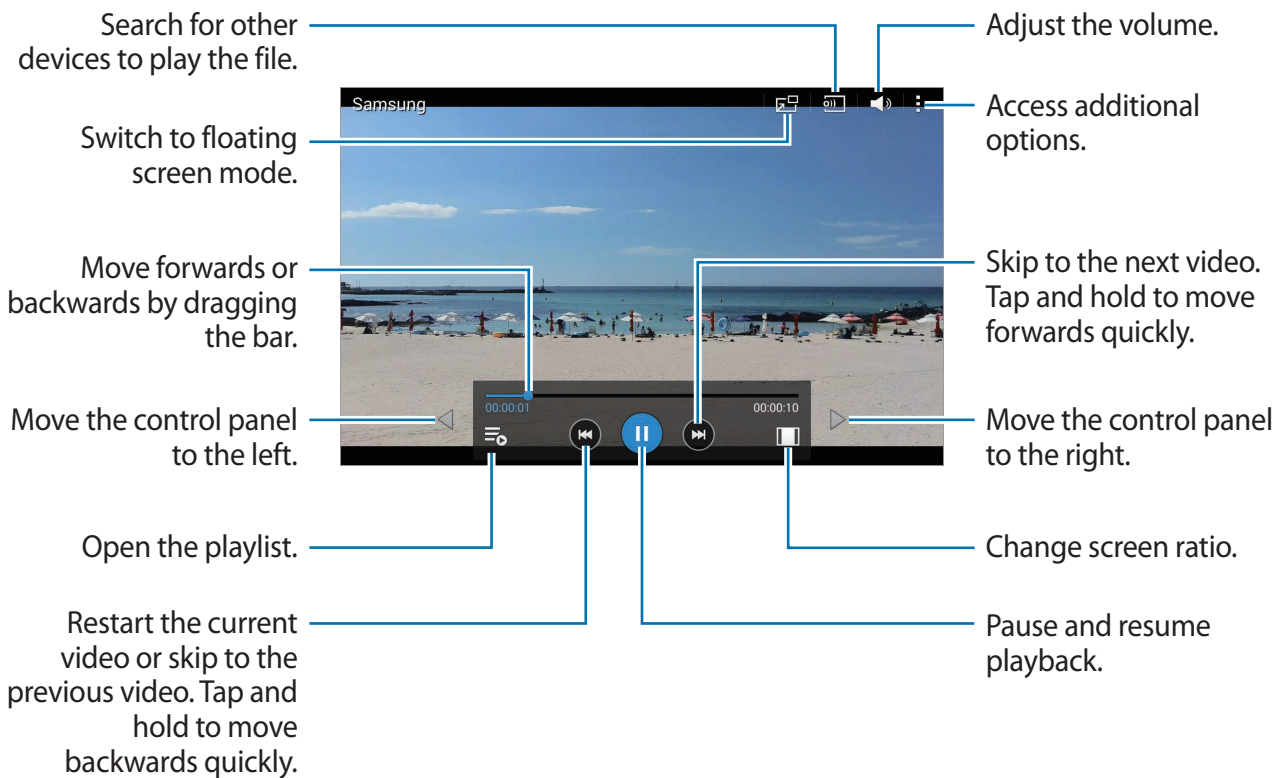 Search for other
devices to play the file.
Switch to floating
screen mode.
Move forwards or
backwards by dragging
the bar.
Move the control panel
to the left.
Open the playlist.
Restart the current
video or skip to the
previous video. Tap and
hold to move
backwards quickly.
Samsung
00:00:01
00:00:10
Adjust the volume.
Access additional
options.
Skip to the next video.
Tap and hold to move
forwards quickly.
Move the control panel
to the right.
Change screen ratio.
Pause and resume
playback.